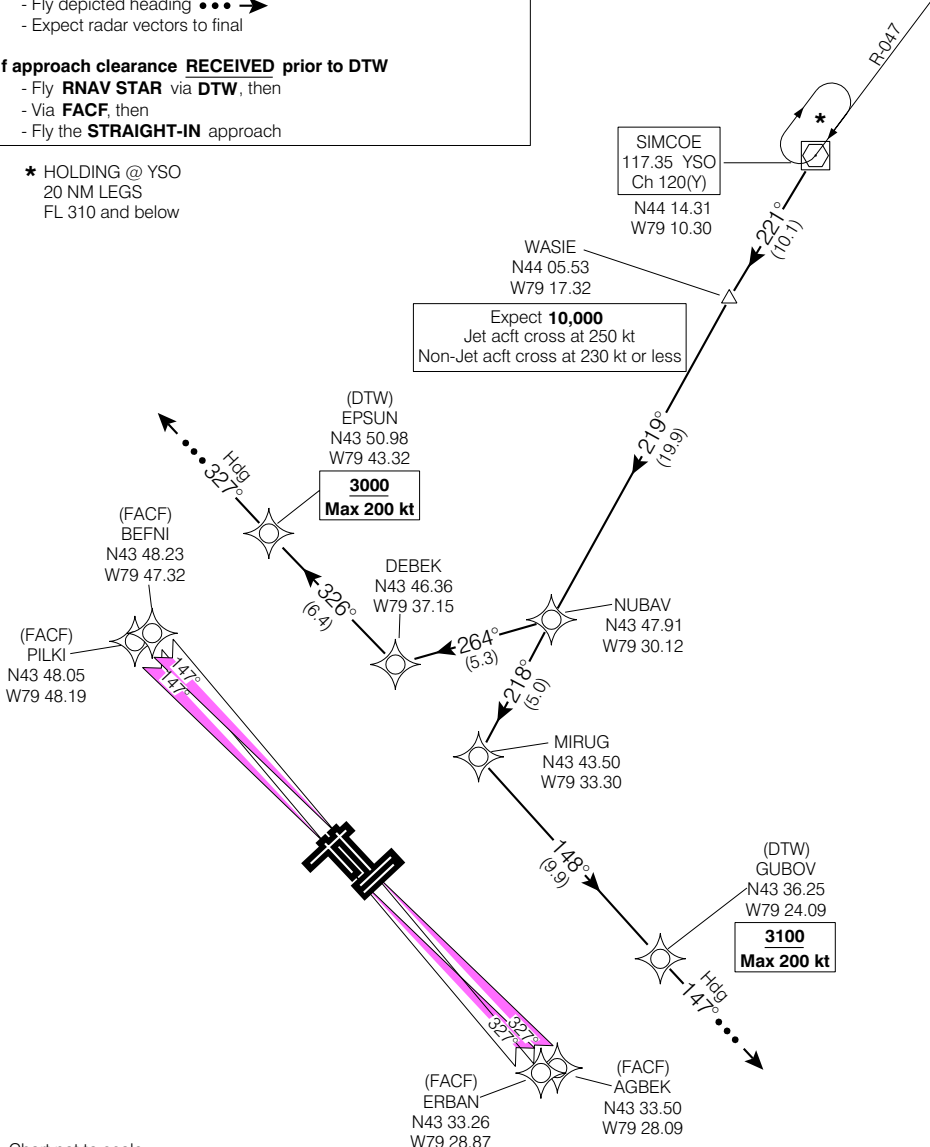 - Fly depicted heading
- Expect radar vectors to final
f approach clearance RECEIVED prior to DTW
- Fly RNAV STAR via DTW, then
- Via FACF, then
- Fly the STRAIGHT-IN approach
* HOLDING @ YSO
20 NM LEGS
FL 310 and below
R-047
*
SIMCOE
117.35 YSO
Ch 120(Y)
N44 14.31
W79 10.30
221°
(10.1)
WASIE
N44 05.53
W79 17.32
Expect 10,000
Jet acft cross at 250 kt
Non-Jet acft cross at 230 kt or less
219°
(19.9)
(DTW)
EPSUN
N43 50.98
W79 43.32
3000
Max 200 kt
Hdg
327°
(FACF)
BEFNI
N43 48.23
W79 47.32
DEBEK
N43 46.36
W79 37.15
326°
(6.4)
NUBAV
N43 47.91
W79 30.12
264°
(5.3)
218°
(5.0)
(FACF)
PILKI
N43 48.05
W79 48.19
147°
147°
MIRUG
N43 43.50
W79 33.30
148°
(9.9)
(DTW)
GUBOV
N43 36.25
W79 24.09
3100
Max 200 kt
Hdg
147°
327°
327°
(FACF)
ERBAN
N43 33.26
W79 28.87
(FACF)
AGBEK
N43 33.50
W79 28.09
Chart not to scale